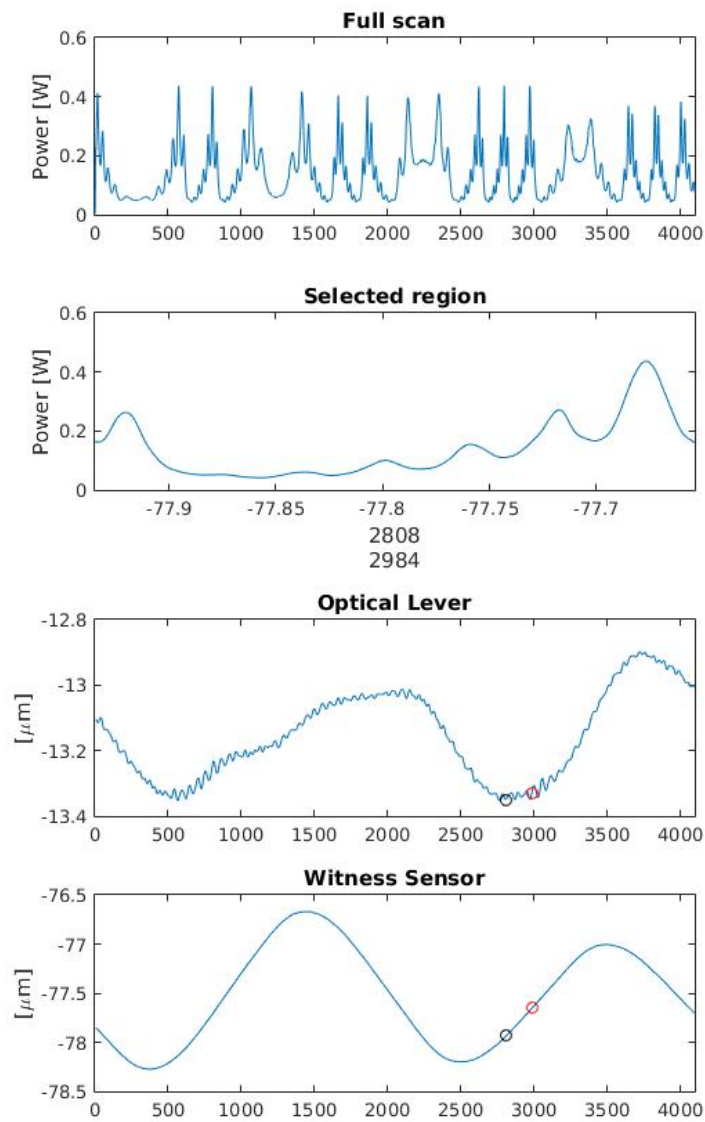 Full scan
0.6
0.4
0.2
0
Power [W]
0 500 1000 1500 2000 2500 3000 3500 4000
Selected region
0.6
0.4
0.2
0
Power [W]
-77.9 -77.85 -77.8 -77.75 -77.7
2808
2984
Optical Lever
-12.8
-13
-13.2
-13.4
[μm]
0 500 1000 1500 2000 2500 3000 3500 4000
Witness Sensor
-76.5
-77
-77.5
-78
-78.5
[μm]
0 500 1000 1500 2000 2500 3000 3500 4000